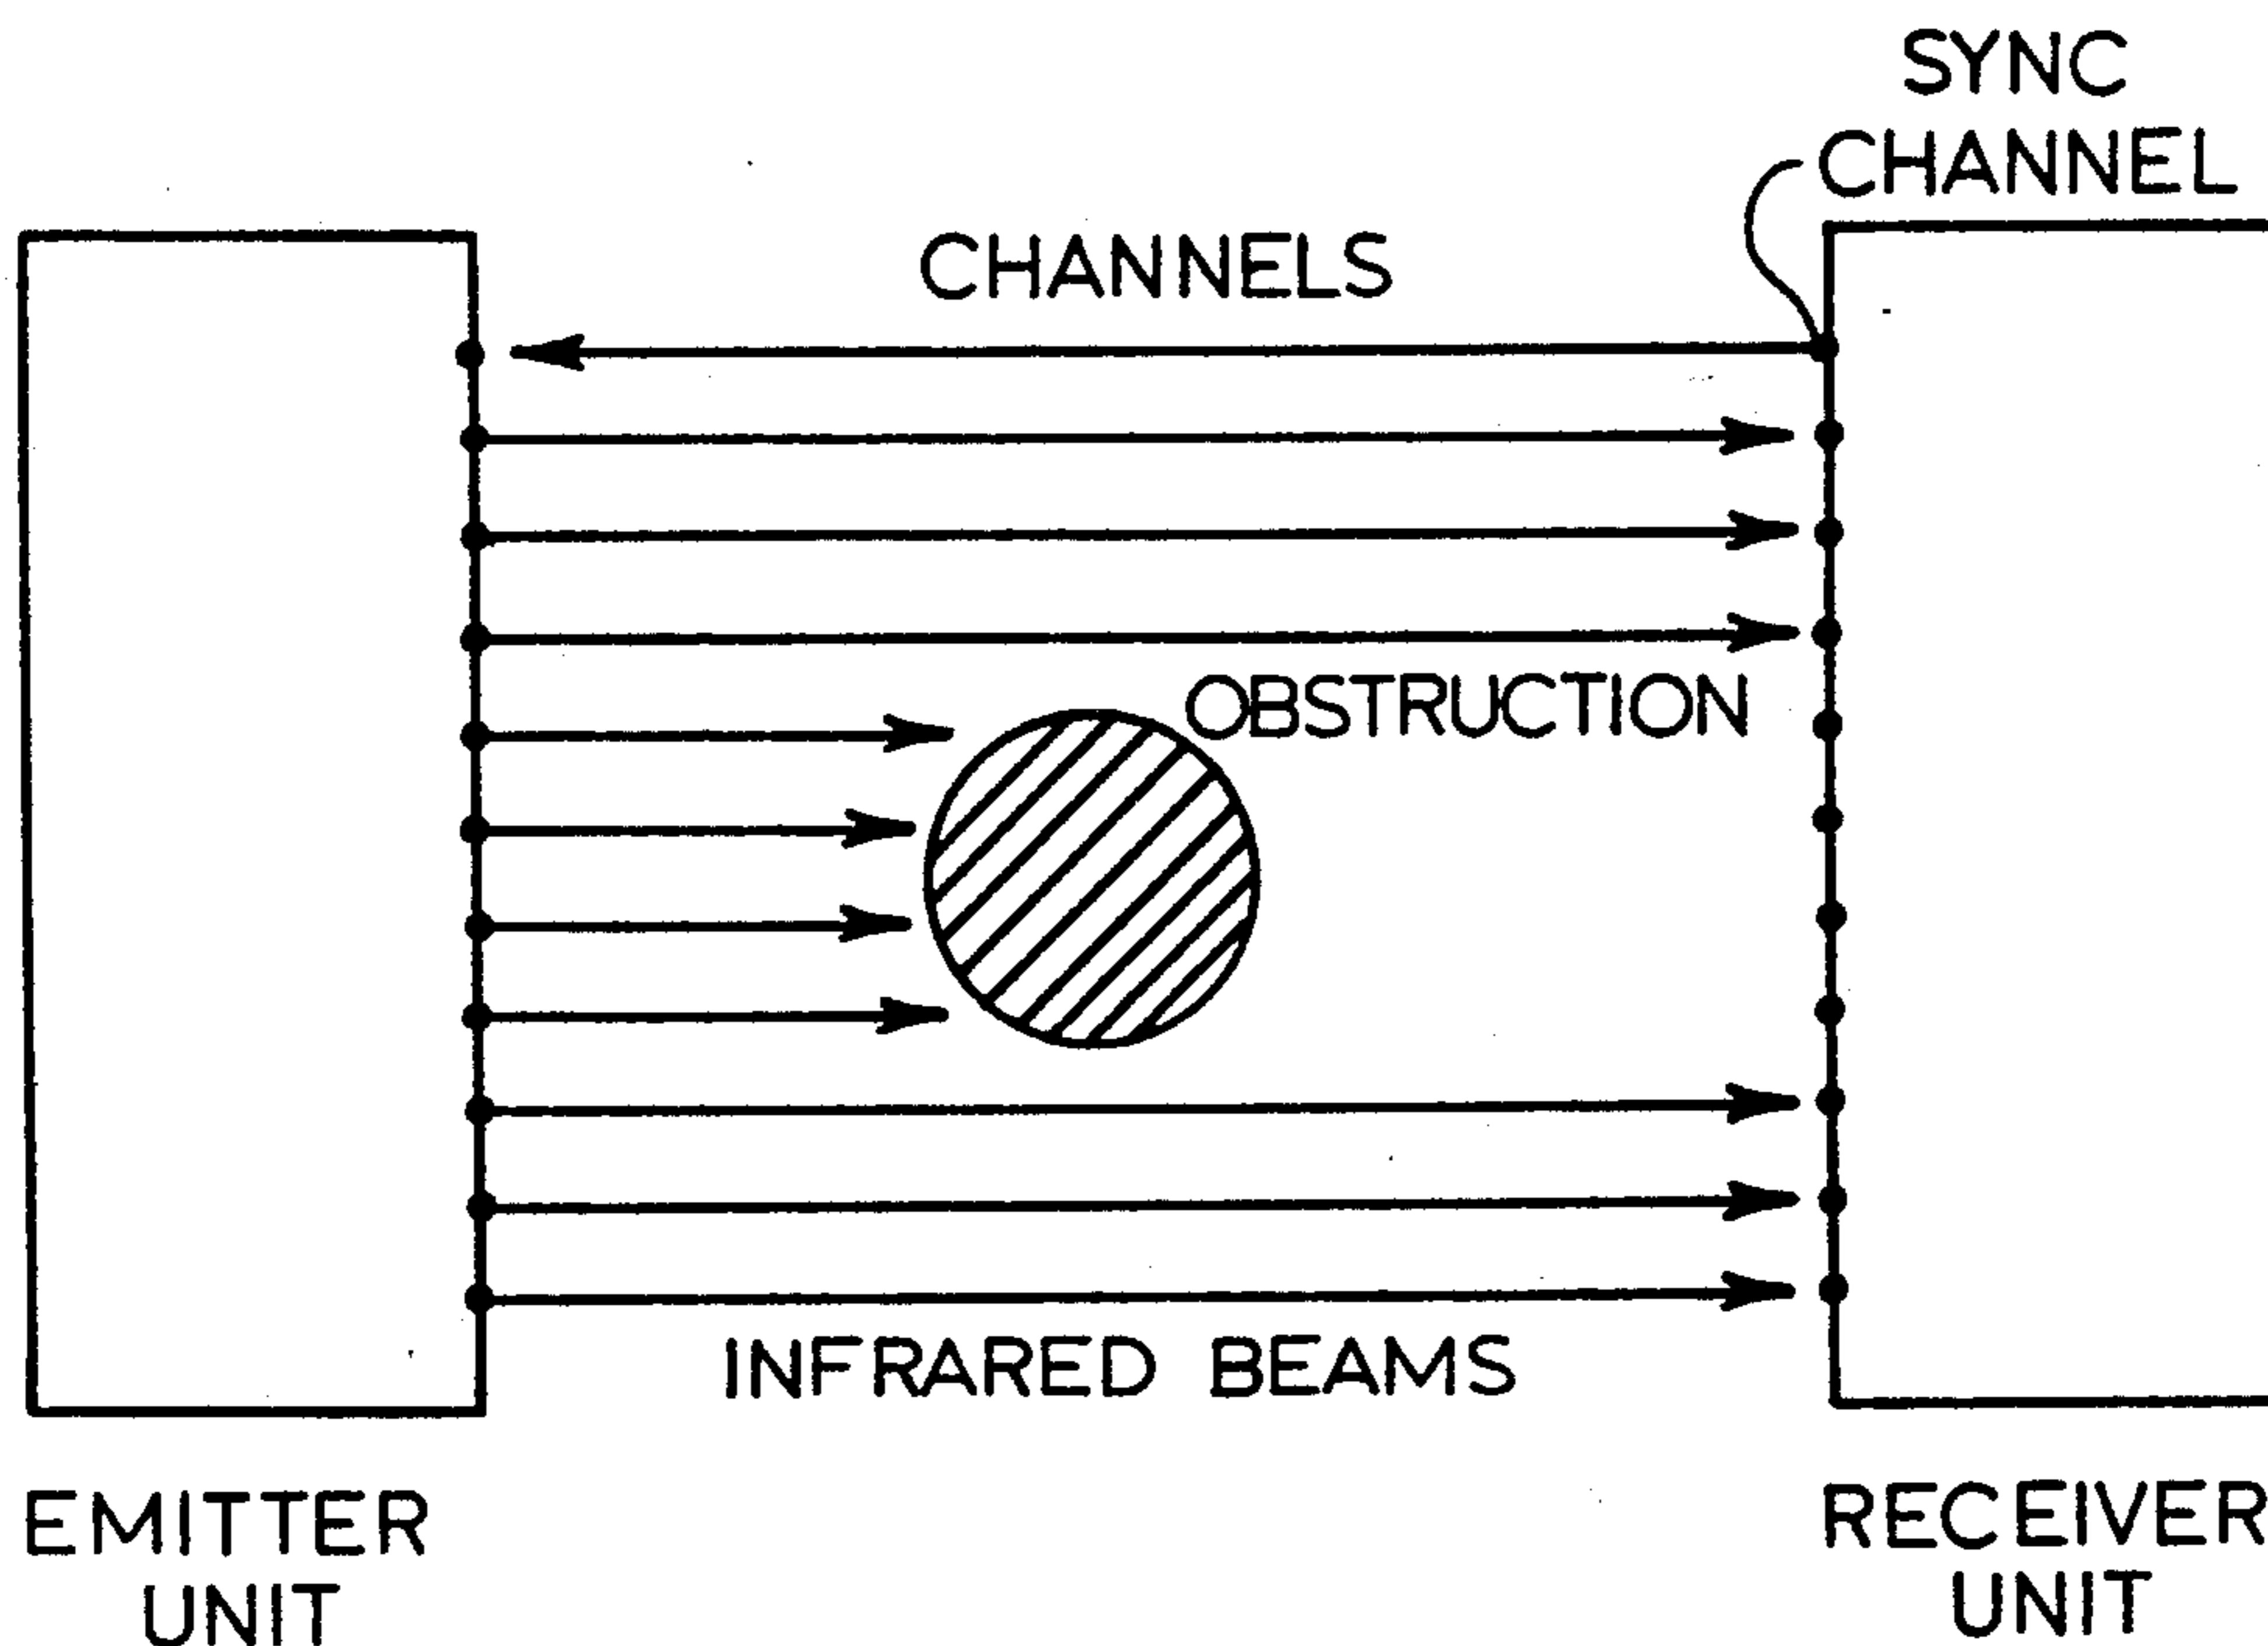 SYNC
CHANNEL
CHANNELS
OBSTRUCTION
INFRARED BEAMS
EMITTER
UNIT
RECEIVER
UNIT